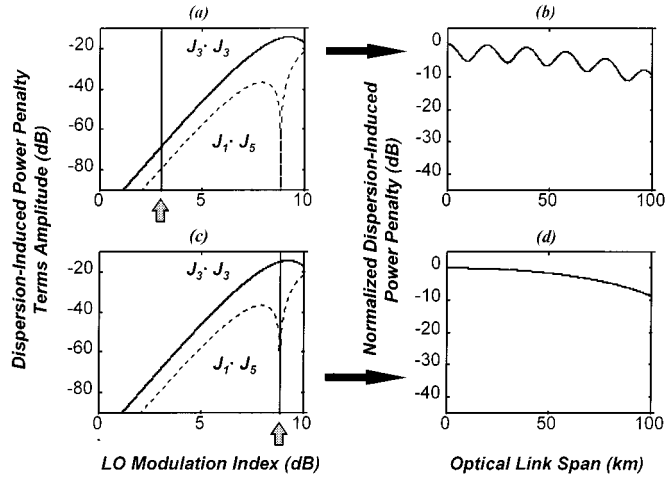 (a)
(b)
Dispersion-Induced Power Penalty
Terms Amplitude (dB)
-20
-40
-60
-80
J3· J3
J1· J5
0
5
10
Normalized Dispersion-Induced
Power Penalty (dB)
0
-10
-20
-30
-40
0
50
100
(c)
(d)
-20
-40
-60
-80
J3· J3
J1· J5
0
5
10
0
-10
-20
-30
-40
0
50
100
LO Modulation Index (dB)
Optical Link Span (km)